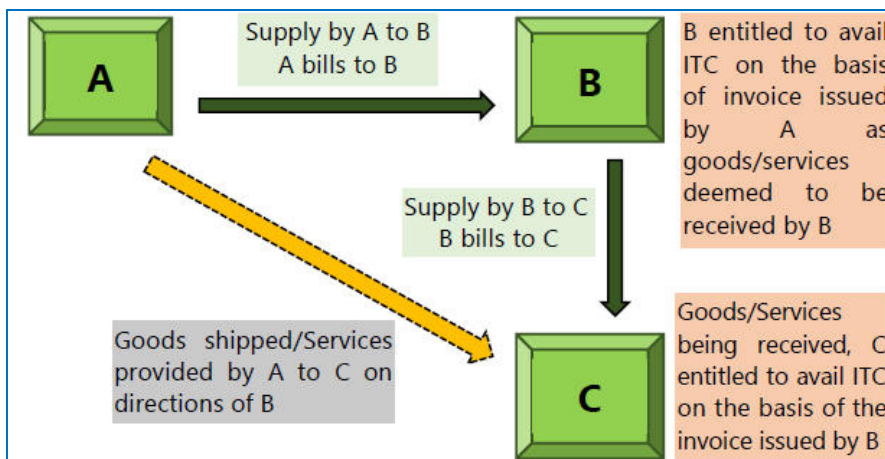 A
Supply by A to B
A bills to B
B
B entitled to avail
ITC on the basis
of invoice issued
by A as
goods/services
deemed to be
received by B
Supply by B to C
B bills to C
Goods shipped/Services
provided by A to C on
directions of B
C
Goods/Services
being received, C
entitled to avail ITC
on the basis of the
invoice issued by B